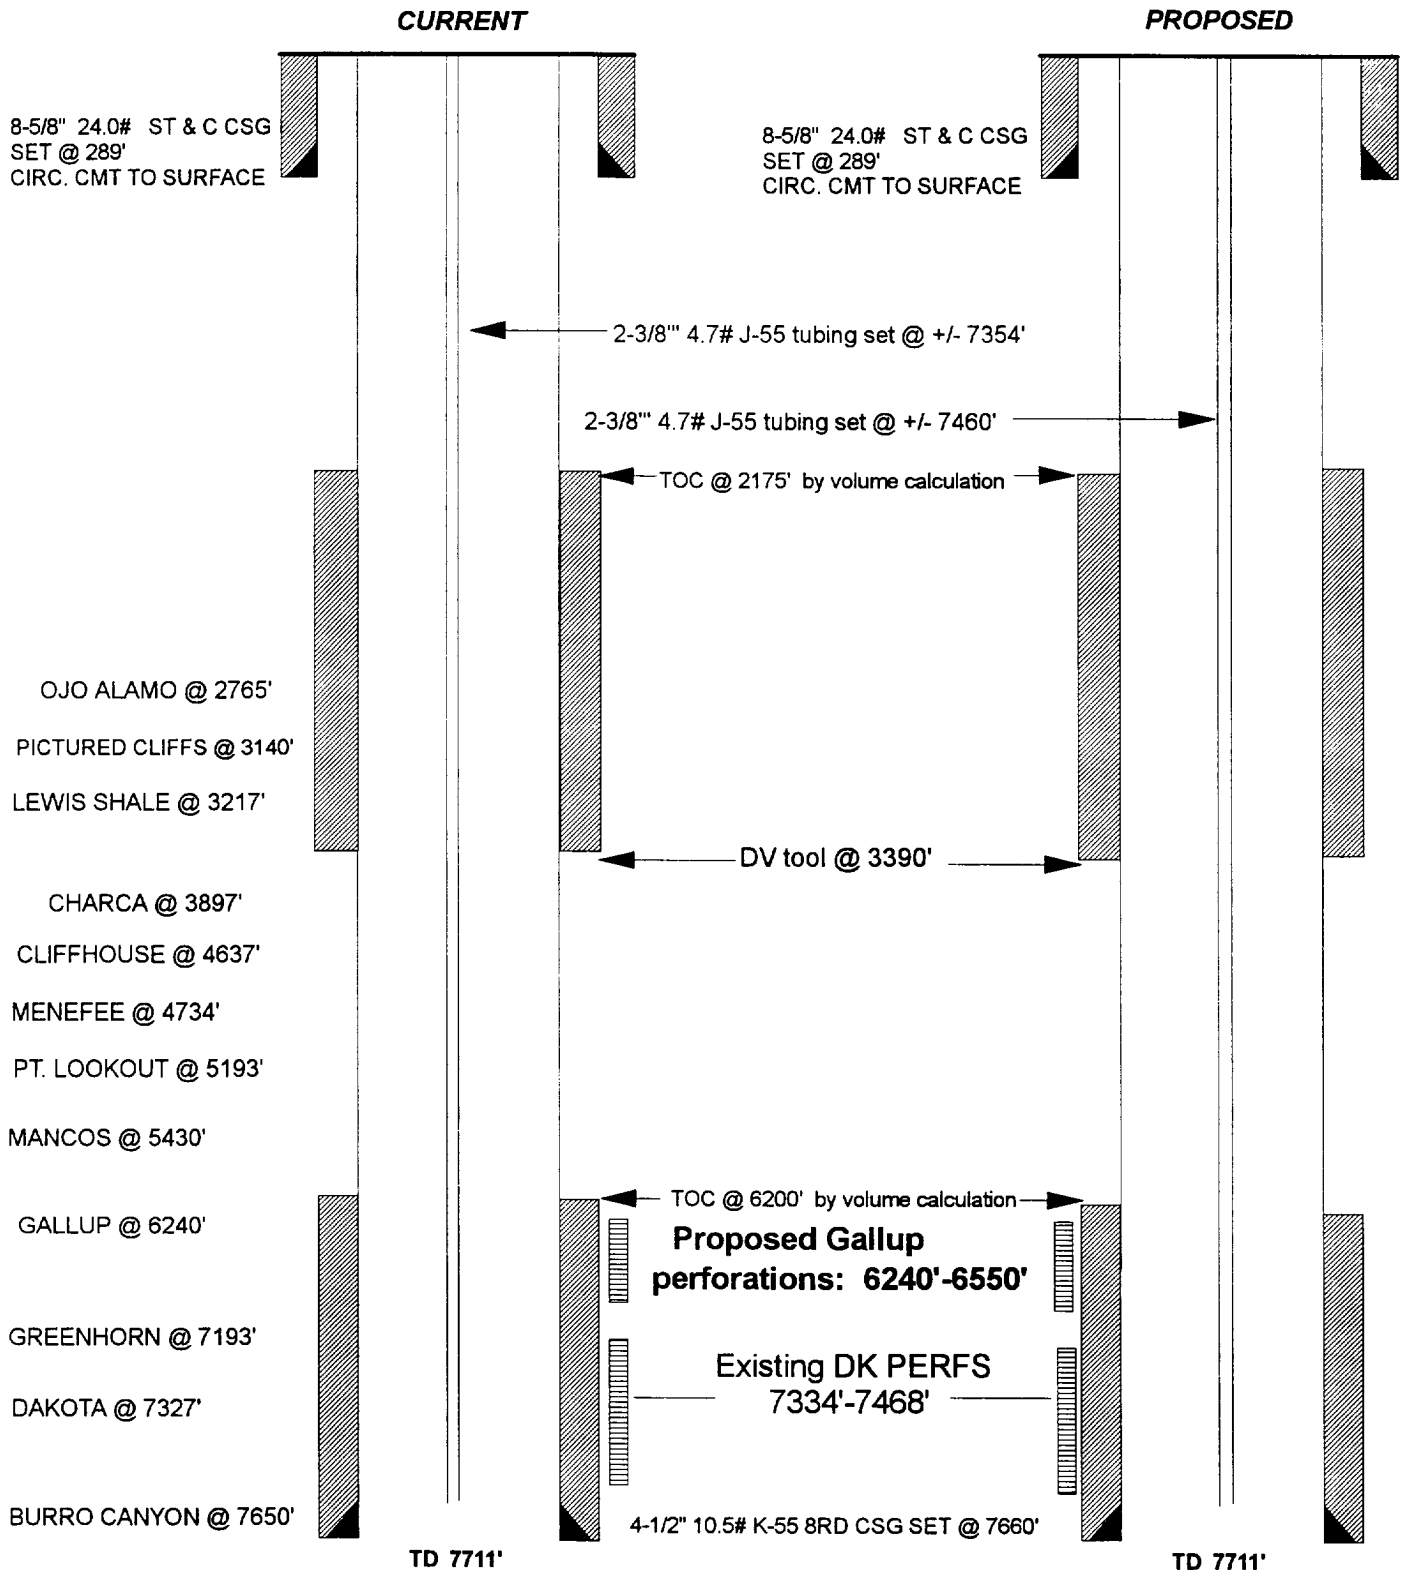 CURRENT
PROPOSED
8-5/8" 24.0# ST & C CSG
SET @ 289'
CIRC. CMT TO SURFACE
8-5/8" 24.0# ST & C CSG
SET @ 289'
CIRC. CMT TO SURFACE
2-3/8"' 4.7# J-55 tubing set @ +/- 7354'
2-3/8"' 4.7# J-55 tubing set @ +/- 7460'
TOC @ 2175' by volume calculation
OJO ALAMO @ 2765'
PICTURED CLIFFS @ 3140'
LEWIS SHALE @ 3217'
DV tool @ 3390'
CHARCA @ 3897'
CLIFFHOUSE @ 4637'
MENEFEE @ 4734'
PT. LOOKOUT @ 5193'
MANCOS @ 5430'
TOC @ 6200' by volume calculation
GALLUP @ 6240'
Proposed Gallup
perforations: 6240'-6550'
GREENHORN @ 7193'
Existing DK PERFS
7334'-7468'
DAKOTA @ 7327'
BURRO CANYON @ 7650'
4-1/2" 10.5# K-55 8RD CSG SET @ 7660'
TD 7711'
TD 7711'